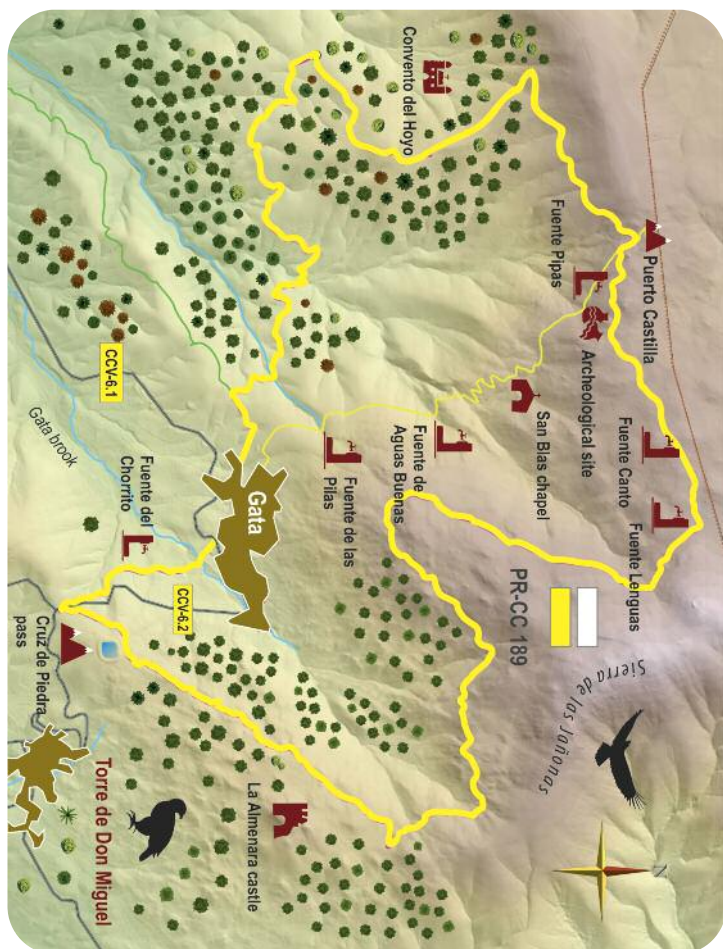 Puerto Castilla
Convento del Hoyo
Fuente Pipas
Archeological site
Fuente Canto
Fuente Lenguas
San Blas chapel
Fuente de
Aguas Buenas
Fuente de las
Pilas
PR-CC 189
Sierra de las Jañonas
N
Gata
CCV-6.1
Gata brook
Fuente del
Chorrito
CCV-6.2
Cruz de Piedra
pass
La Almenara castle
Torre de Don Miguel